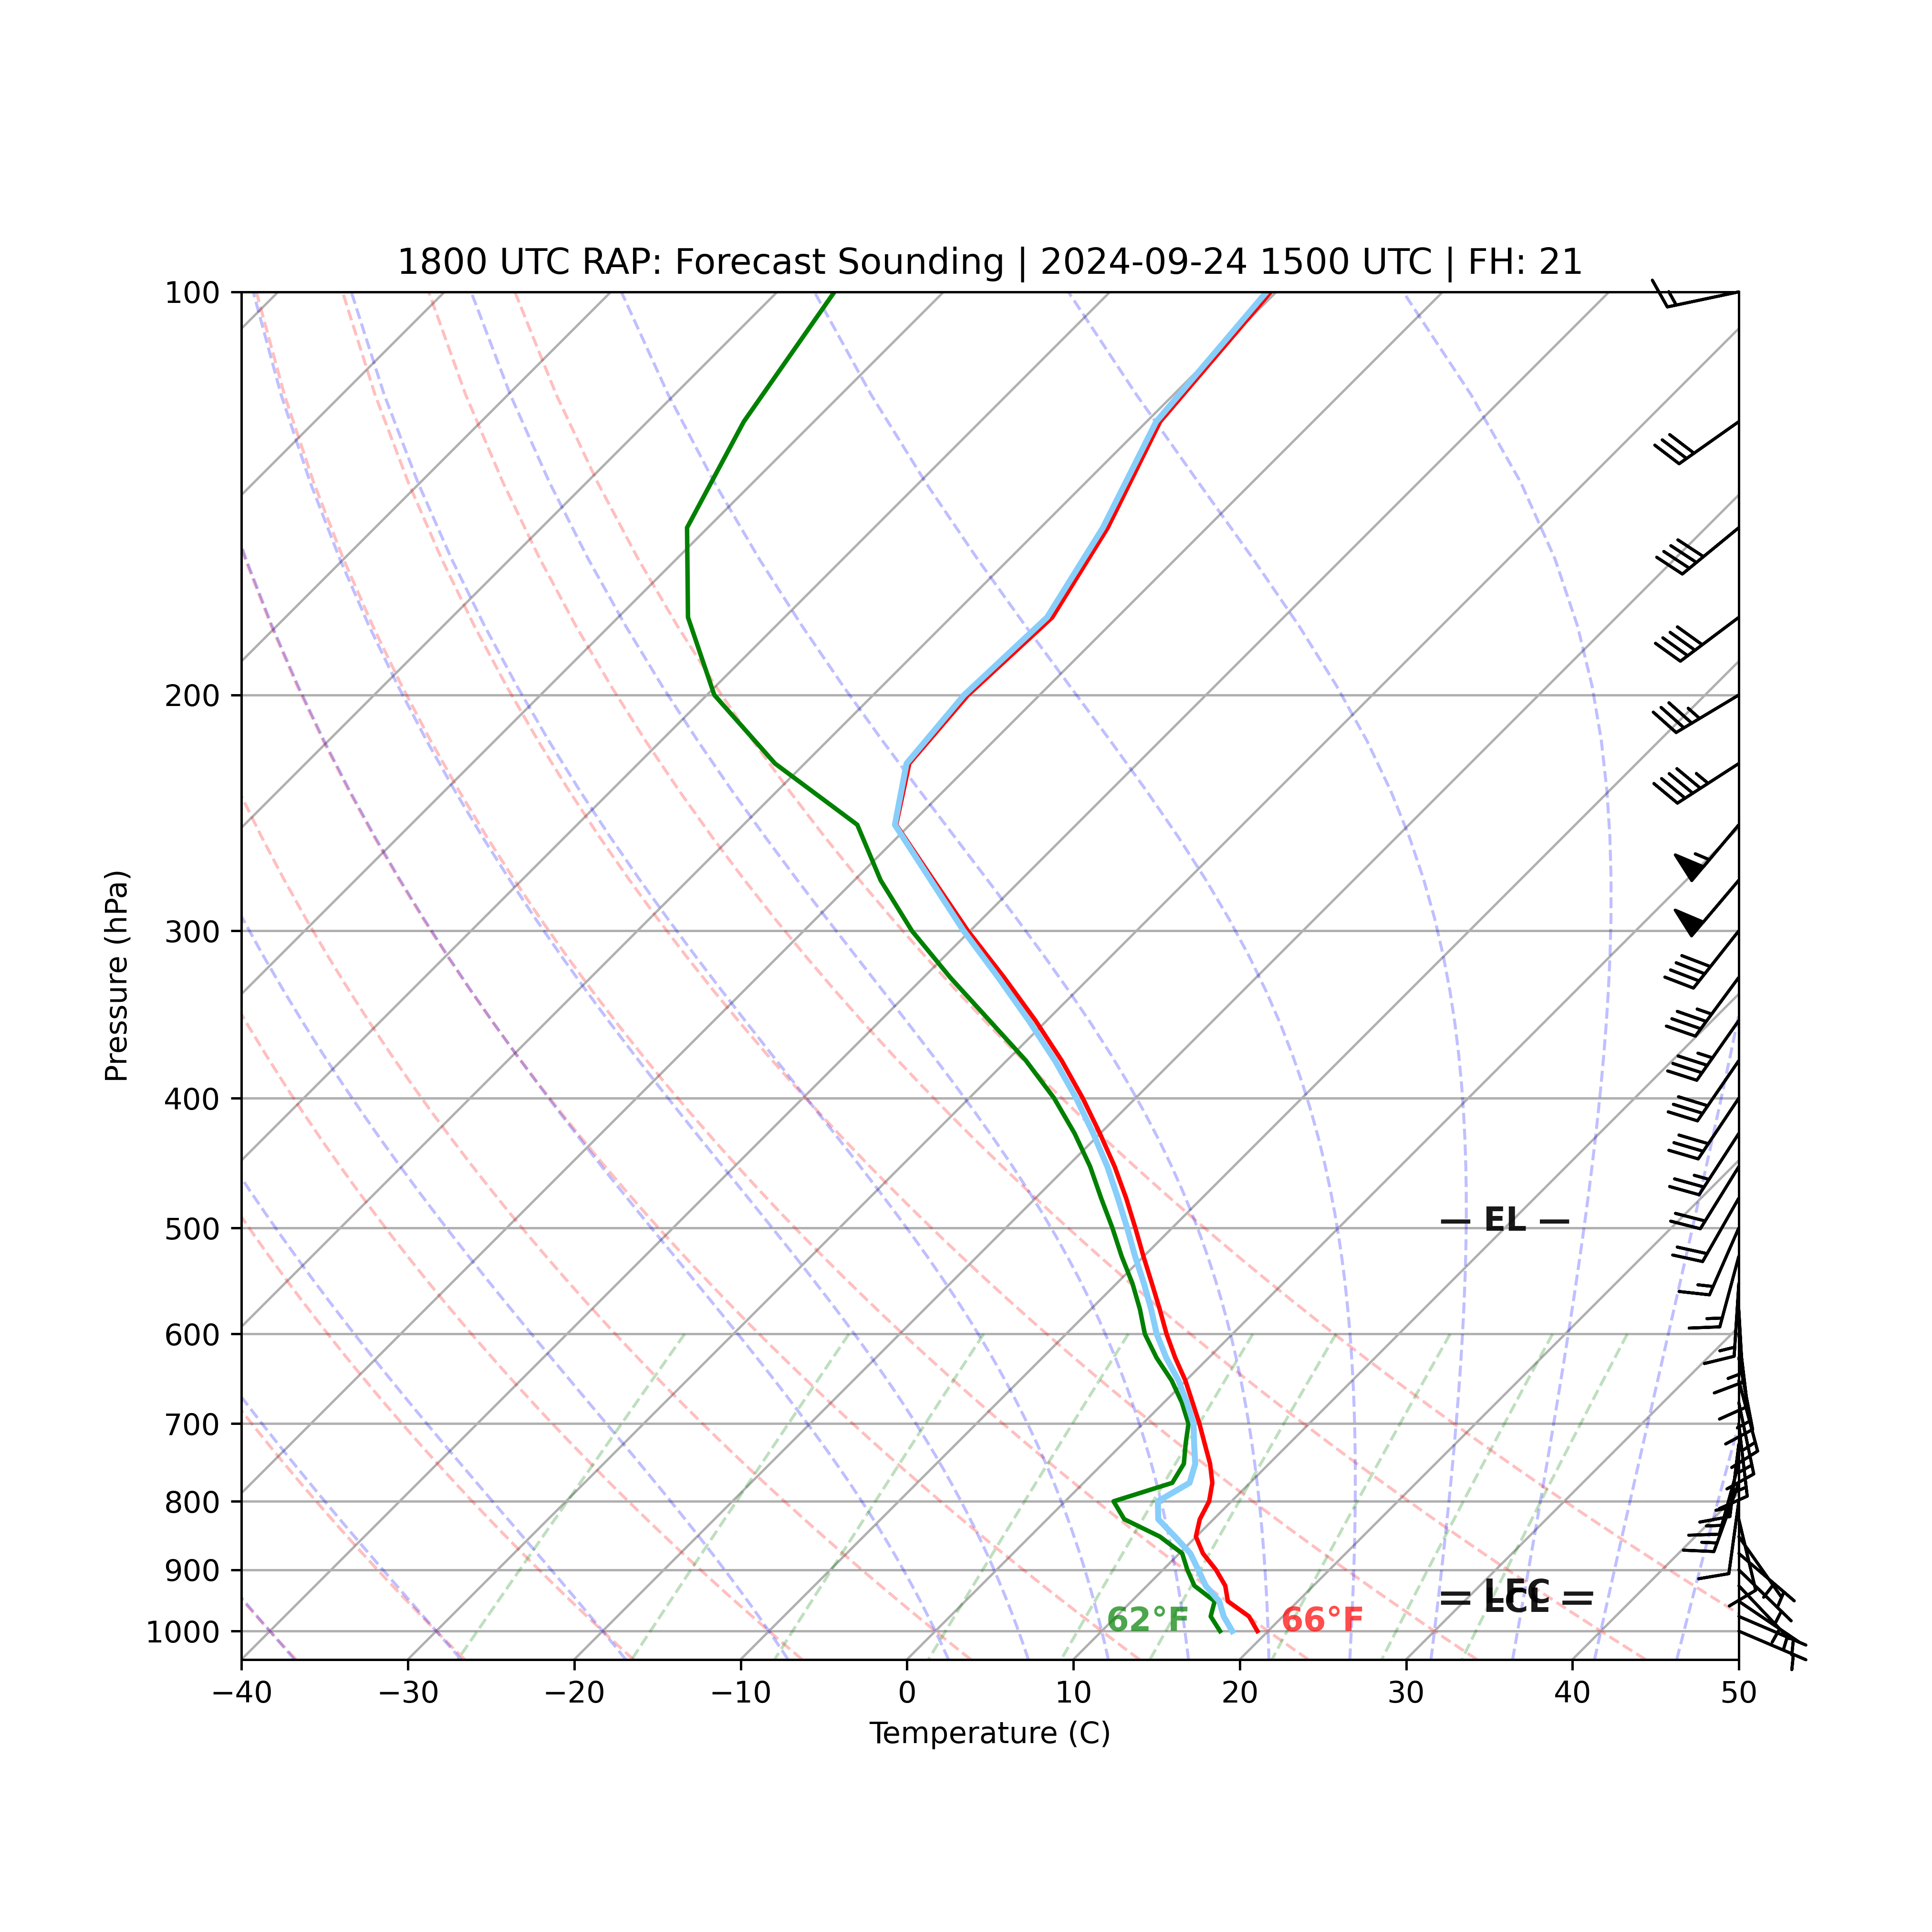 1800 UTC RAP: Forecast Sounding | 2024-09-24 1500 UTC | FH: 21
100
200
300
400
500
600
700
800
900
1000
Pressure (hPa)
— EL —
— LFC —
— LCL —
62°F
66°F
−40
−30
−20
−10
0
10
20
30
40
50
Temperature (C)